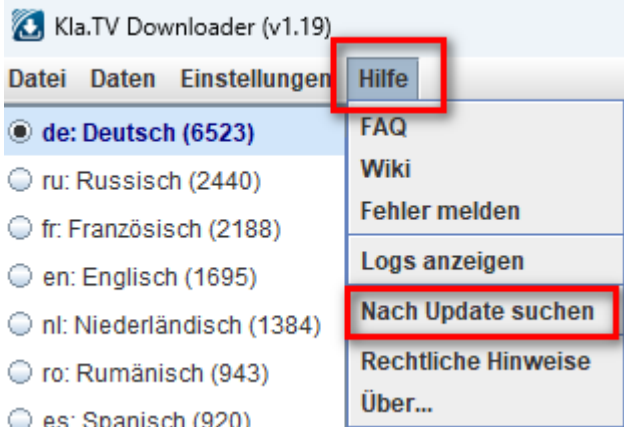 Kla.TV Downloader (v1.19)
Datei Daten Einstellungen Hilfe
de: Deutsch (6523)
ru: Russisch (2440)
fr: Französisch (2188)
en: Englisch (1695)
nl: Niederländisch (1384)
ro: Rumänisch (943)
es: Spanisch (920)
FAQ
Wiki
Fehler melden
Logs anzeigen
Nach Update suchen
Rechtliche Hinweise
Über...